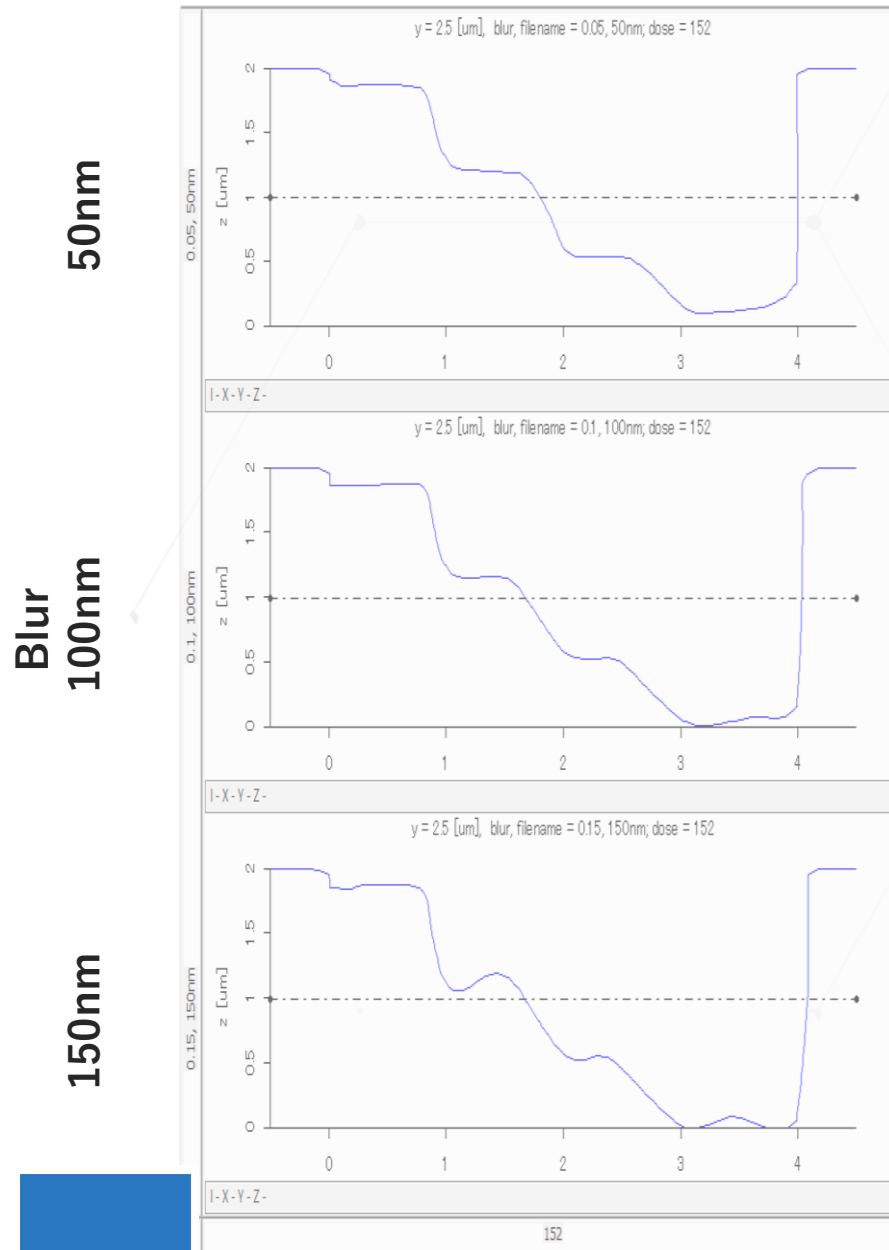 Blur
50nm
100nm
150nm
y = 2.5 [um], blur, filename = 0.05, 50nm; dose = 152
0.05, 50nm
z [um]
2
1.5
1
0.5
0
0 1 2 3 4
I-X-Y-Z-
y = 2.5 [um], blur, filename = 0.1, 100nm; dose = 152
0.1, 100nm
z [um]
2
1.5
1
0.5
0
0 1 2 3 4
I-X-Y-Z-
y = 2.5 [um], blur, filename = 0.15, 150nm; dose = 152
0.15, 150nm
z [um]
2
1.5
1
0.5
0
0 1 2 3 4
I-X-Y-Z-
152